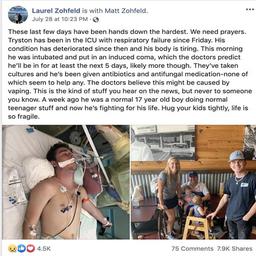 Laurel Zohfeld is with Matt Zohfeld.
July 28 at 10:23 PM ·
These last few days have been hands down the hardest. We need prayers.
Tryston has been in the ICU with respiratory failure since Friday. His
condition has deteriorated since then and his body is tiring. This morning
he was intubated and put in an induced coma, which the doctors predict
he'll be in for at least the next 5 days, likely more though. They've taken
cultures and he's been given antibiotics and antifungal medication-none of
which seem to help any. The doctors believe this might be caused by
vaping. This is the kind of stuff you hear on the news, but never to someone
you know. A week ago he was a normal 17 year old boy doing normal
teenager stuff and now he's fighting for his life. Hug your kids tightly, life is
so fragile.
4.5K
75 Comments 7.9K Shares